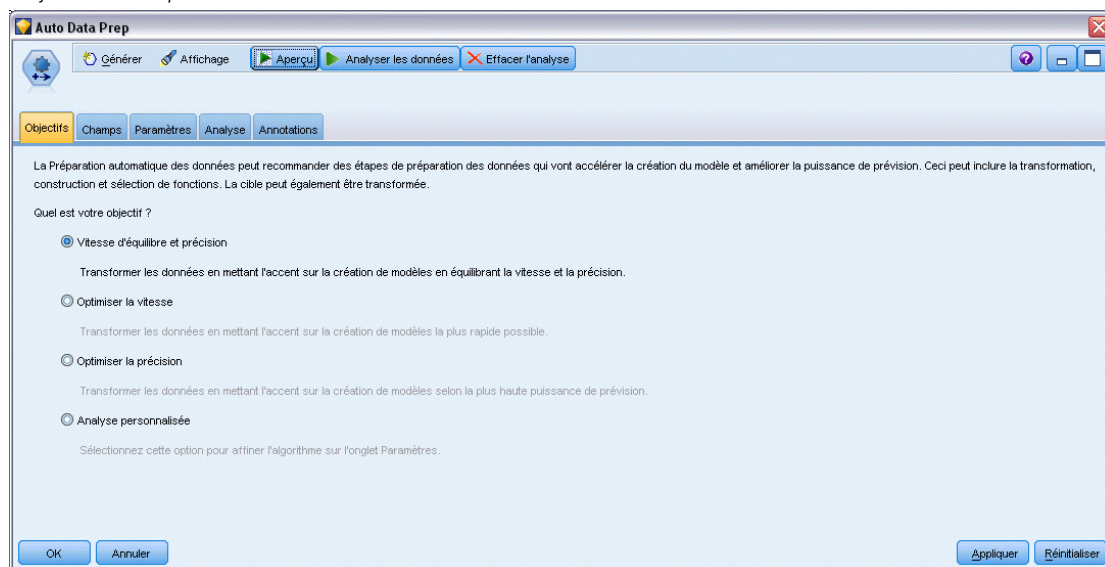 Auto Data Prep
Générer Affichage Aperçu Analyser les données Effacer l'analyse
Objectifs Champs Paramètres Analyse Annotations
La Préparation automatique des données peut recommander des étapes de préparation des données qui vont accélérer la création du modèle et améliorer la puissance de prévision. Ceci peut inclure la transformation,
construction et sélection de fonctions. La cible peut également être transformée.
Quel est votre objectif ?
Vitesse d'équilibre et précision
Transformer les données en mettant l'accent sur la création de modèles en équilibrant la vitesse et la précision.
Optimiser la vitesse
Transformer les données en mettant l'accent sur la création de modèles la plus rapide possible.
Optimiser la précision
Transformer les données en mettant l'accent sur la création de modèles selon la plus haute puissance de prévision.
Analyse personnalisée
Sélectionnez cette option pour affiner l'algorithme sur l'onglet Paramètres.
OK Annuler Appliquer Réinitialiser